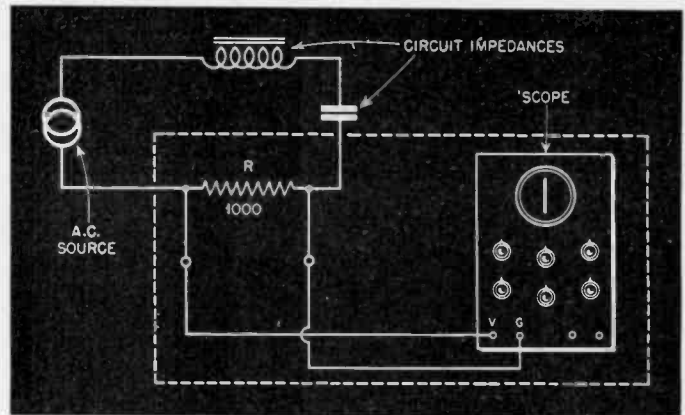 CIRCUIT IMPEDANCES
'SCOPE
R
1000
A.C.
SOURCE
V G